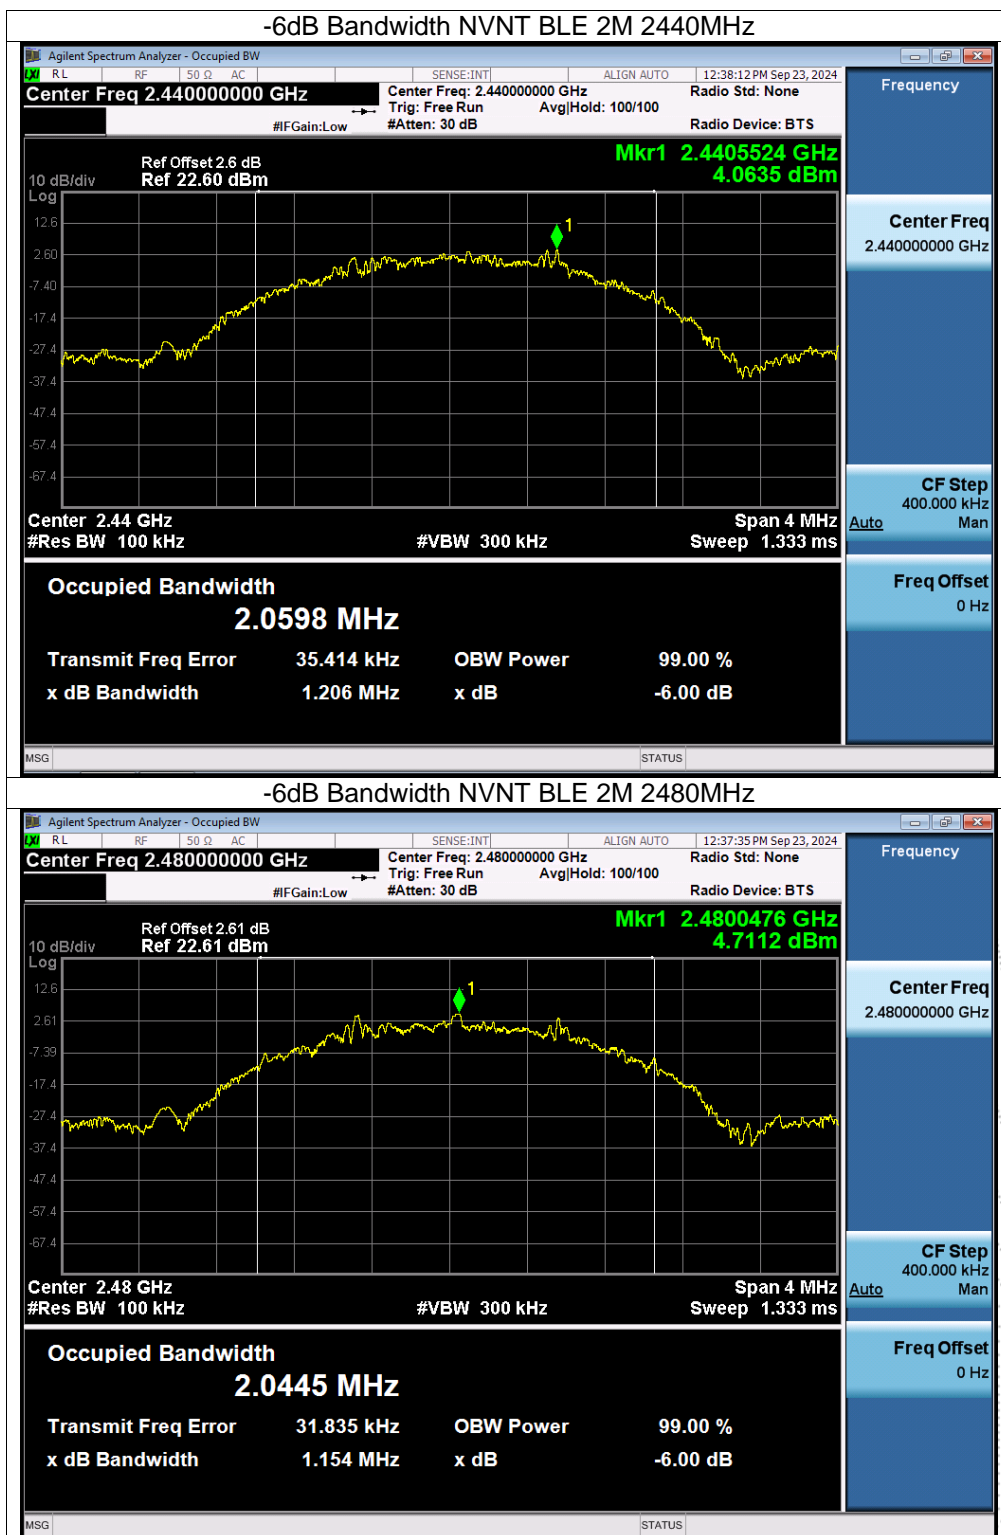 -6dB Bandwidth NVNT BLE 2M 2440MHz
Agilent Spectrum Analyzer - Occupied BW
LXI RL RF 50 Ω AC SENSE:INT ALIGN AUTO 12:38:12 PM Sep 23, 2024
Center Freq 2.440000000 GHz Center Freq: 2.440000000 GHz Radio Std: None Frequency
Trig: Free Run Avg|Hold: 100/100
#IFGain:Low #Atten: 30 dB Radio Device: BTS
Mkr1 2.4405524 GHz
4.0635 dBm
Ref Offset 2.6 dB
10 dB/div Ref 22.60 dBm
Log
12.6
2.60
-7.40
-17.4
-27.4
-37.4
-47.4
-57.4
-67.4
1
Center Freq
2.440000000 GHz
Center 2.44 GHz Span 4 MHz
#Res BW 100 kHz #VBW 300 kHz Sweep 1.333 ms
CF Step
400.000 kHz
Auto Man
Occupied Bandwidth
2.0598 MHz
Freq Offset
0 Hz
Transmit Freq Error 35.414 kHz OBW Power 99.00 %
x dB Bandwidth 1.206 MHz x dB -6.00 dB
MSG STATUS
-6dB Bandwidth NVNT BLE 2M 2480MHz
Agilent Spectrum Analyzer - Occupied BW
LXI RL RF 50 Ω AC SENSE:INT ALIGN AUTO 12:37:35 PM Sep 23, 2024
Center Freq 2.480000000 GHz Center Freq: 2.480000000 GHz Radio Std: None Frequency
Trig: Free Run Avg|Hold: 100/100
#IFGain:Low #Atten: 30 dB Radio Device: BTS
Mkr1 2.4800476 GHz
4.7112 dBm
Ref Offset 2.61 dB
10 dB/div Ref 22.61 dBm
Log
12.6
2.61
-7.39
-17.4
-27.4
-37.4
-47.4
-57.4
-67.4
1
Center Freq
2.480000000 GHz
Center 2.48 GHz Span 4 MHz
#Res BW 100 kHz #VBW 300 kHz Sweep 1.333 ms
CF Step
400.000 kHz
Auto Man
Occupied Bandwidth
2.0445 MHz
Freq Offset
0 Hz
Transmit Freq Error 31.835 kHz OBW Power 99.00 %
x dB Bandwidth 1.154 MHz x dB -6.00 dB
MSG STATUS